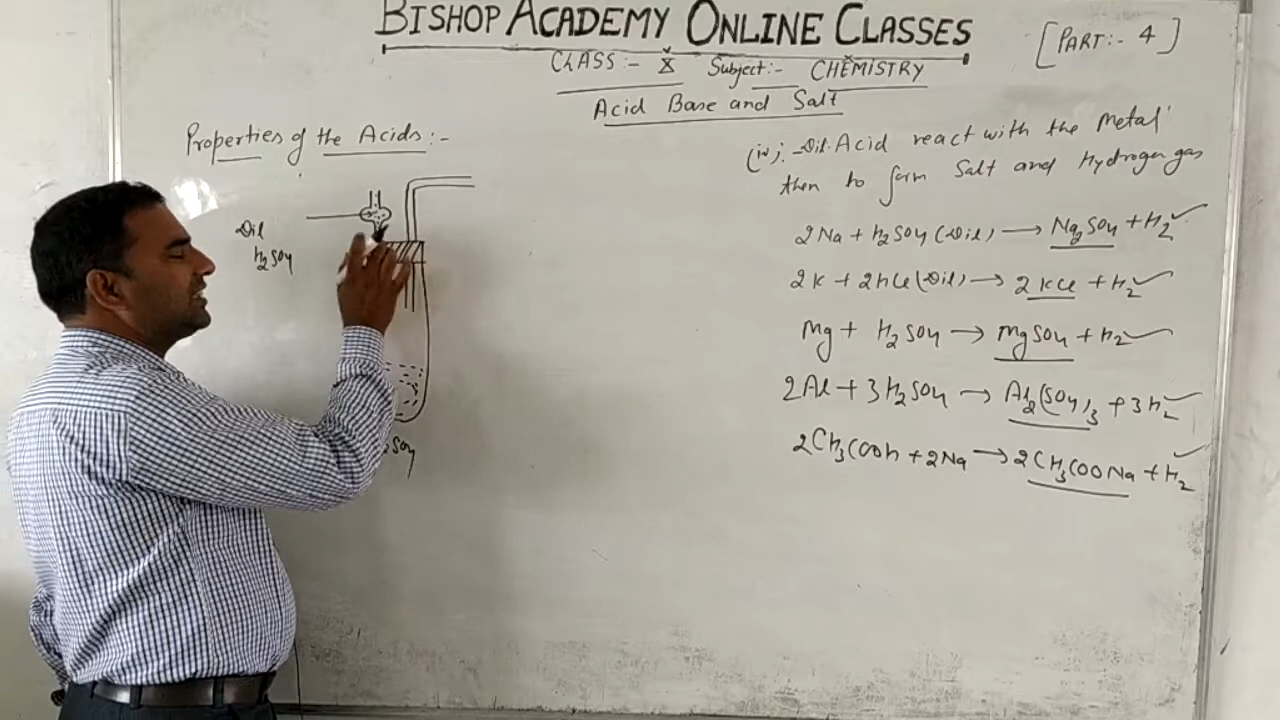 BISHOP ACADEMY ONLINE CLASSES
[PART:- 4]
CLASS:- X Subject:- CHEMISTRY
Acid Base and Salt
Properties of the Acids:-
Dil
H2SO4
SO4
(iv):- Dil. Acid react with the Metal
then to form Salt and Hydrogen gas
2Na + H2SO4 (Dil) → Na2SO4 + H2
2K + 2HCl (Dil) → 2KCl + H2
Mg + H2SO4 → MgSO4 + H2
2Al + 3H2SO4 → Al2(SO4)3 + 3H2
2CH3COOH + 2Na → 2CH3COONa + H2